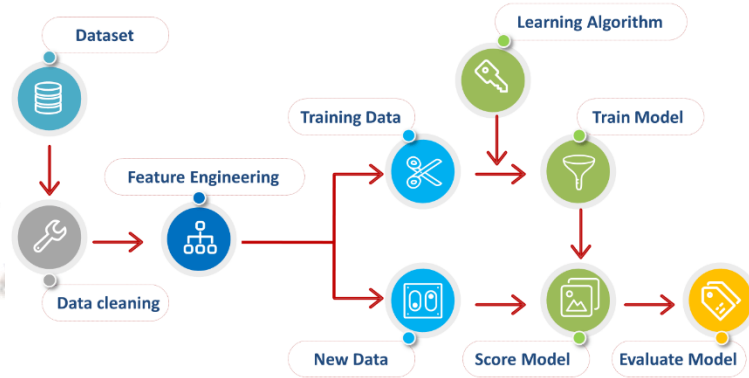 Learning Algorithm
Dataset
Training Data
Train Model
Feature Engineering
Data cleaning
New Data
Score Model
Evaluate Model